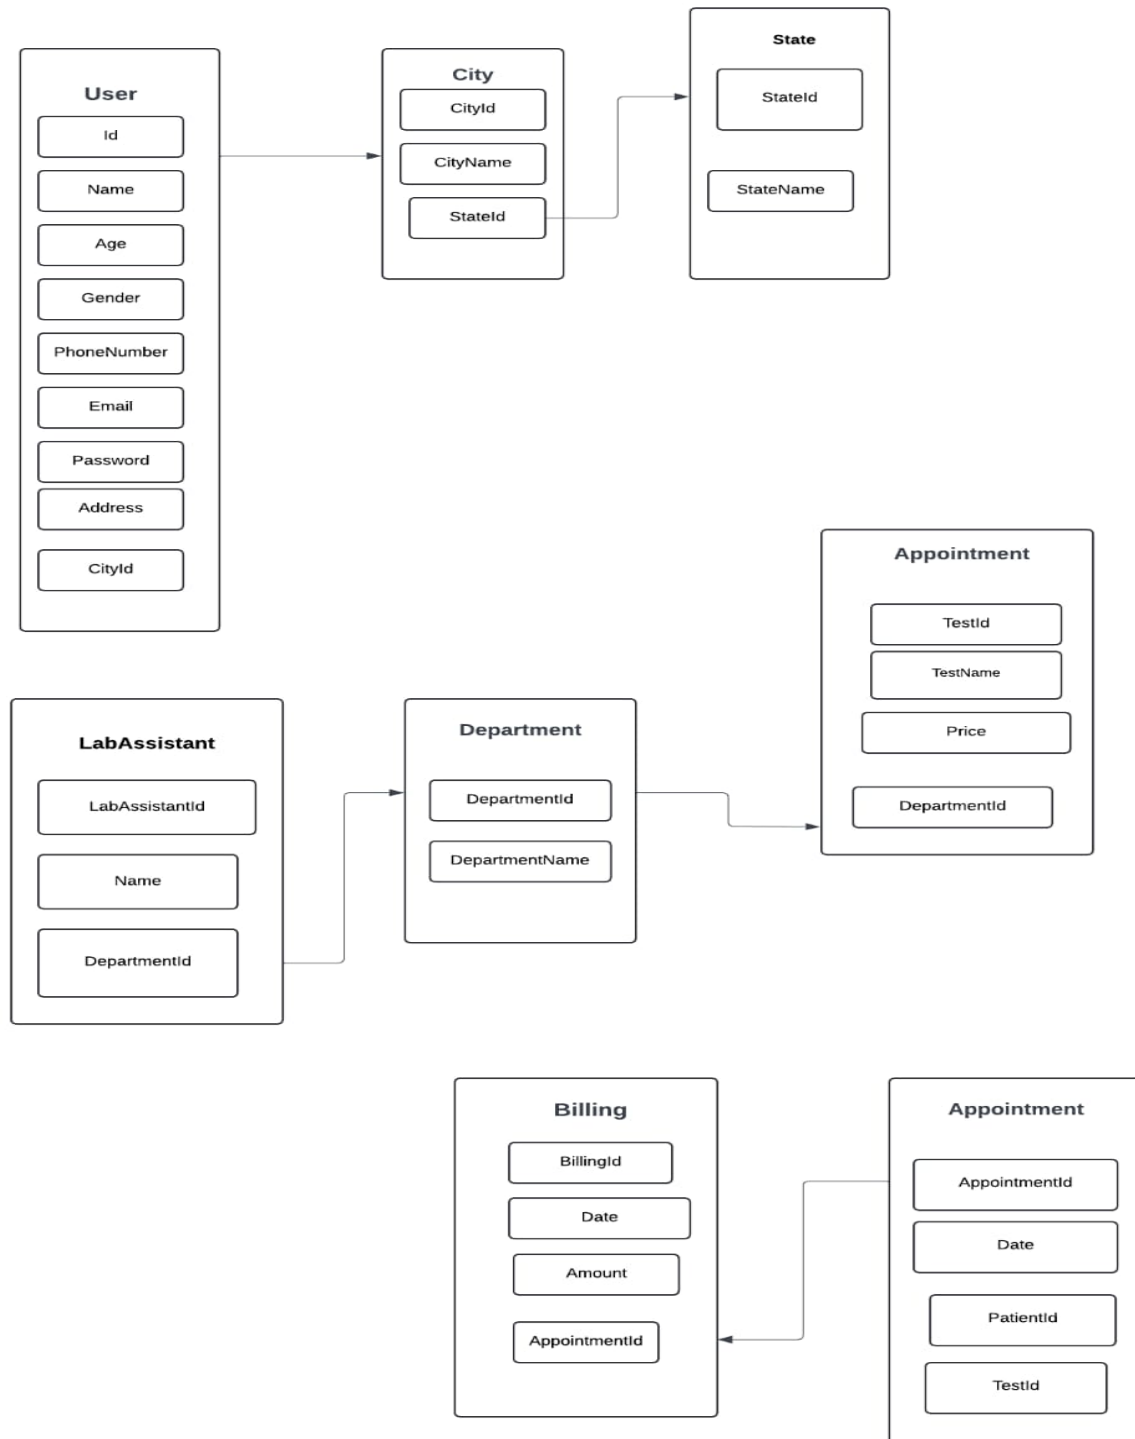 User
Id
Name
Age
Gender
PhoneNumber
Email
Password
Address
CityId
City
CityId
CityName
StateId
State
StateId
StateName
LabAssistant
LabAssistantId
Name
DepartmentId
Department
DepartmentId
DepartmentName
Appointment
TestId
TestName
Price
DepartmentId
Billing
BillingId
Date
Amount
AppointmentId
Appointment
AppointmentId
Date
PatientId
TestId